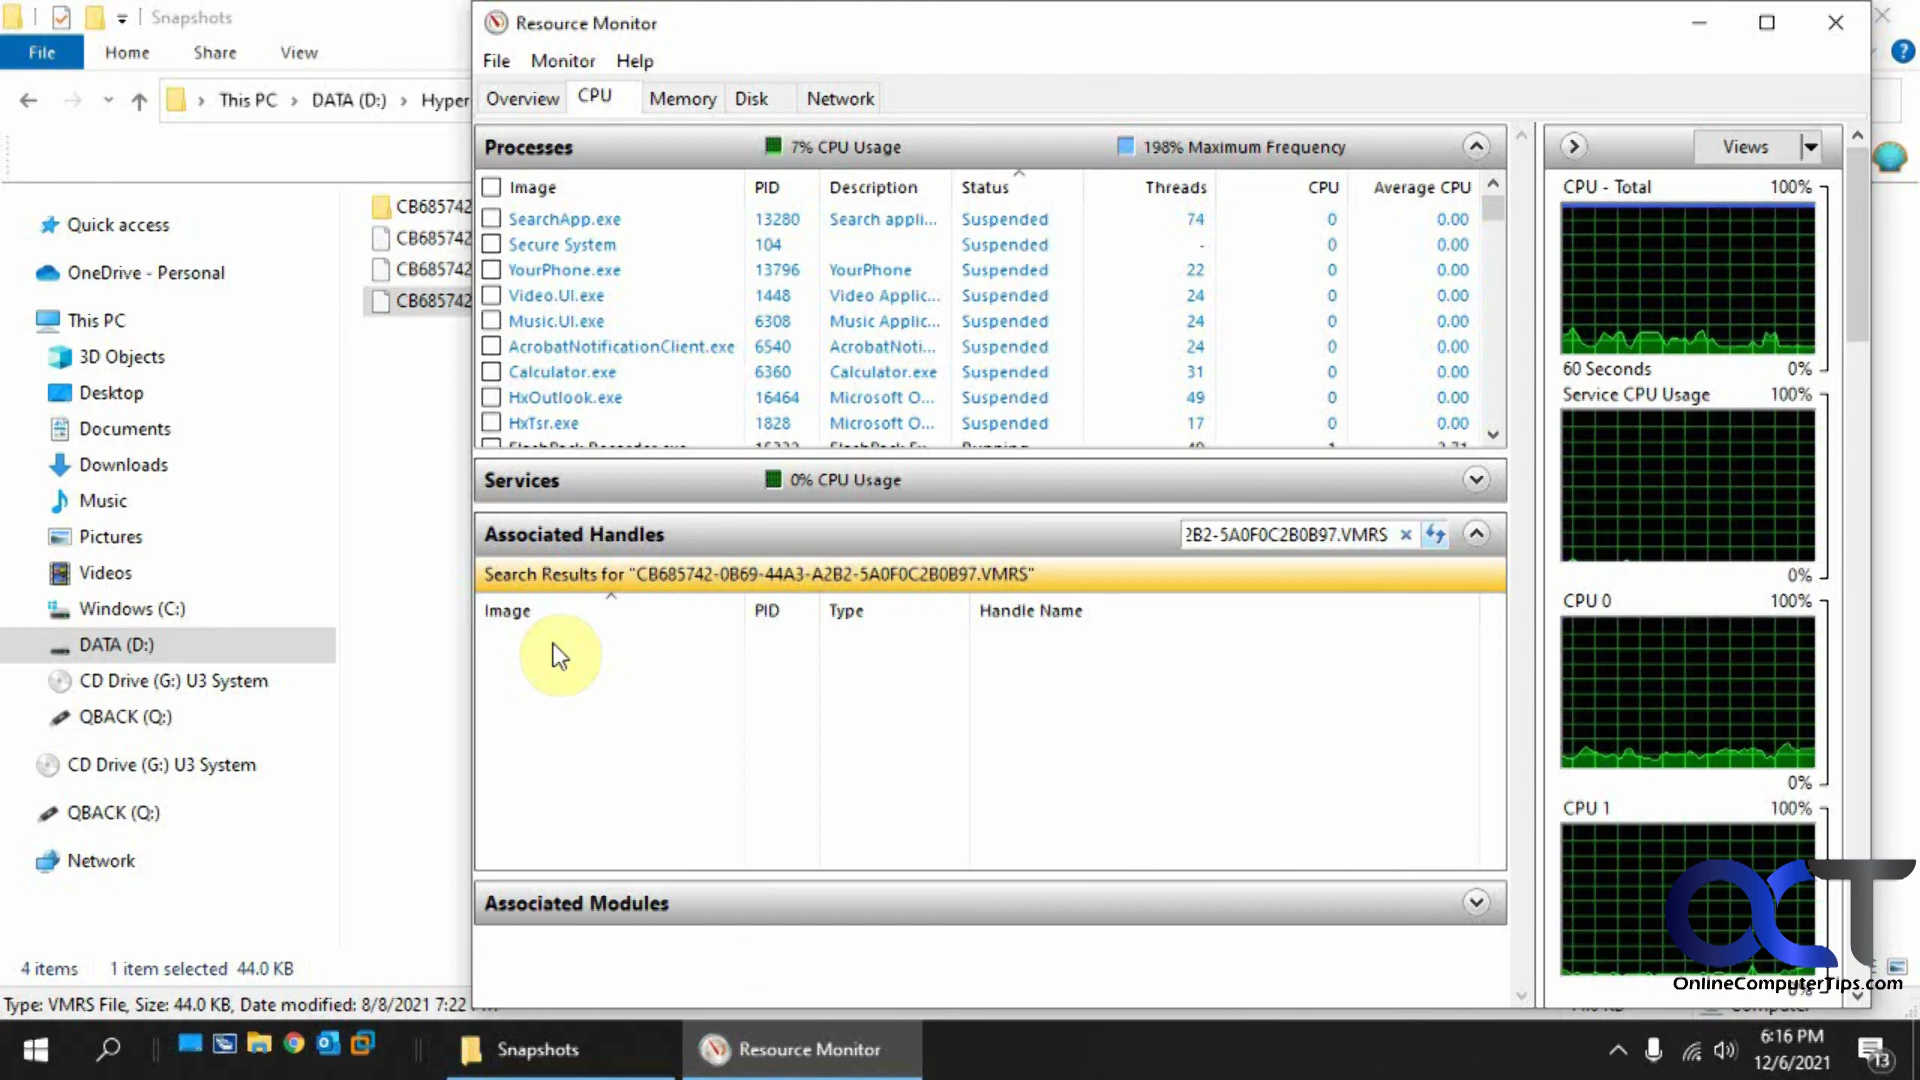 Snapshots
File Home Share View
This PC DATA (D:) Hyper
Quick access
OneDrive - Personal
This PC
3D Objects
Desktop
Documents
Downloads
Music
Pictures
Videos
Windows (C:)
DATA (D:)
CD Drive (G:) U3 System
QBACK (Q:)
CD Drive (G:) U3 System
QBACK (Q:)
Network
CB685742
CB685742
CB685742
CB685742
4 items 1 item selected 44.0 KB
Type: VMRS File, Size: 44.0 KB, Date modified: 8/8/2021 7:22
Resource Monitor
File Monitor Help
Overview CPU Memory Disk Network
Processes 7% CPU Usage 198% Maximum Frequency
Image PID Description Status Threads CPU Average CPU
SearchApp.exe 13280 Search appli... Suspended 74 0 0.00
Secure System 104 Suspended - 0 0.00
YourPhone.exe 13796 YourPhone Suspended 22 0 0.00
Video.UI.exe 1448 Video Applic... Suspended 24 0 0.00
Music.UI.exe 6308 Music Applic... Suspended 24 0 0.00
AcrobatNotificationClient.exe 6540 AcrobatNoti... Suspended 24 0 0.00
Calculator.exe 6360 Calculator.exe Suspended 31 0 0.00
HxOutlook.exe 16464 Microsoft O... Suspended 49 0 0.00
HxTsr.exe 1828 Microsoft O... Suspended 17 0 0.00
Services 0% CPU Usage
Associated Handles 2B2-5A0F0C2B0B97.VMRS
Search Results for "CB685742-0B69-44A3-A2B2-5A0F0C2B0B97.VMRS"
Image PID Type Handle Name
Associated Modules
Views
CPU - Total 100%
60 Seconds 0%
Service CPU Usage 100%
0%
CPU 0 100%
0%
CPU 1 100%
0%
OCT
OnlineComputerTips.com
Snapshots
Resource Monitor
6:16 PM
12/6/2021
13